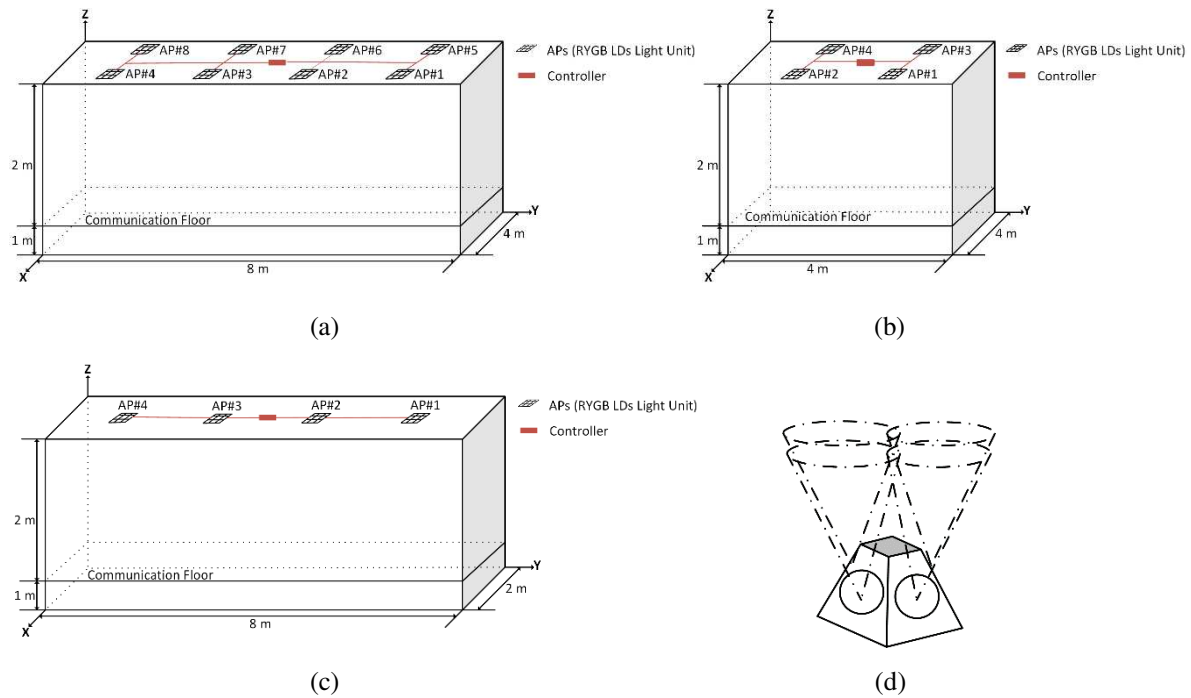 Z
AP#8 AP#7 AP#6 AP#5
AP#4 AP#3 AP#2 AP#1
APs (RYGB LDs Light Unit)
Controller
2 m
Communication Floor
1 m
Y
4 m
X
8 m
(a)
Z
AP#4 AP#3
AP#2 AP#1
APs (RYGB LDs Light Unit)
Controller
2 m
Communication Floor
1 m
Y
4 m
X
4 m
(b)
Z
AP#4 AP#3 AP#2 AP#1
APs (RYGB LDs Light Unit)
Controller
2 m
Communication Floor
1 m
Y
2 m
X
8 m
(c)
(d)